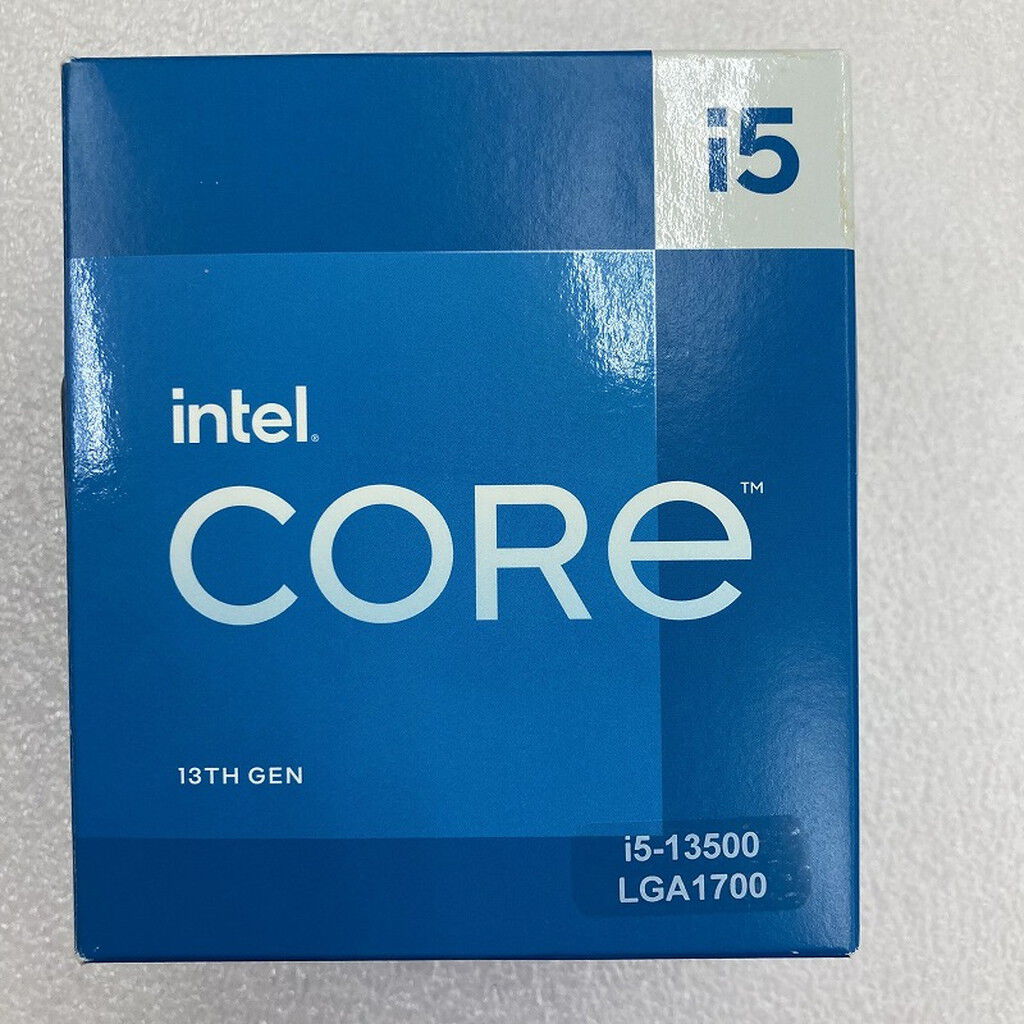 i5
intel®
CORE™
13TH GEN
i5-13500
LGA1700